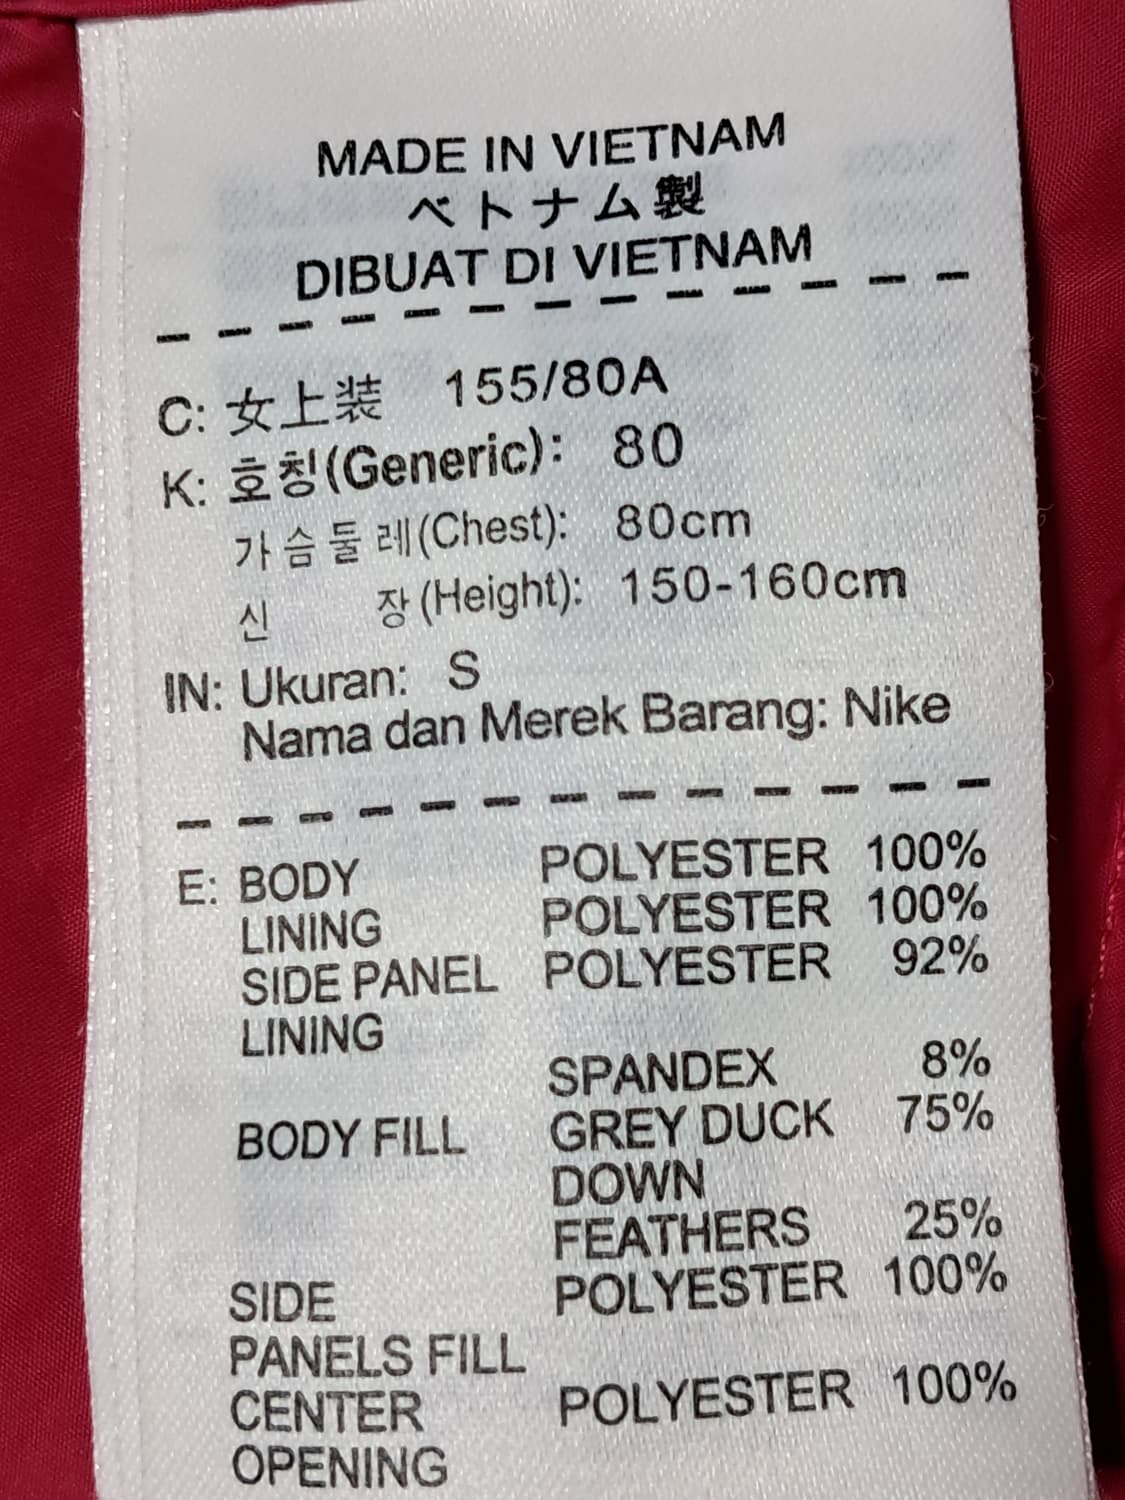 MADE IN VIETNAM
ベトナム製
DIBUAT DI VIETNAM
C: 女上装 155/80A
K: 호칭(Generic): 80
가슴둘레(Chest): 80cm
신 장(Height): 150-160cm
IN: Ukuran: S
Nama dan Merek Barang: Nike
E: BODY POLYESTER 100%
LINING POLYESTER 100%
SIDE PANEL POLYESTER 92%
LINING
SPANDEX 8%
BODY FILL GREY DUCK 75%
DOWN
FEATHERS 25%
SIDE POLYESTER 100%
PANELS FILL
CENTER POLYESTER 100%
OPENING